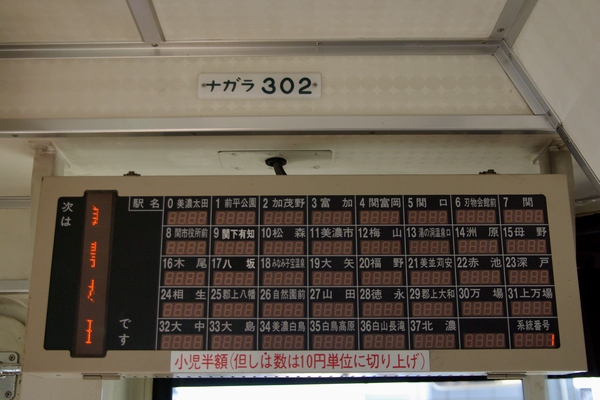 ナガラ 302
次は
です
駅名 0 美濃太田 1 前平公園 2 加茂野 3 富加 4 関富岡 5 関口 6 刃物会館前 7 関
8 関市役所前 9 関下有知 10 松森 11 美濃市 12 梅山 13 湯の洞温泉口 14 洲原 15 母野
16 木尾 17 八坂 18 みなみ子宝温泉 19 大矢 20 福野 21 美並苅安 22 赤池 23 深戸
24 相生 25 郡上八幡 26 自然園前 27 山田 28 徳永 29 郡上大和 30 万場 31 上万場
32 大中 33 大島 34 美濃白鳥 35 白鳥高原 36 白山長滝 37 北濃 系統番号
1
小児半額(但しは数は10円単位に切り上げ)